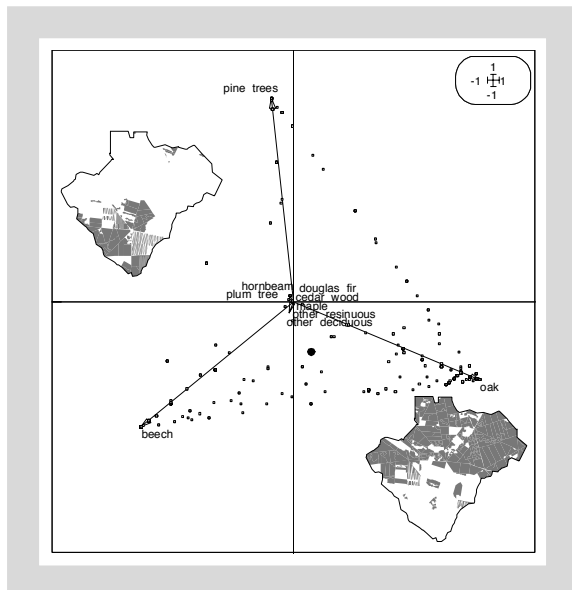 1
-1 1
-1
pine trees
hornbeam douglas fir
plum tree cedar wood
maple
other resinuous
other deciduous
oak
beech